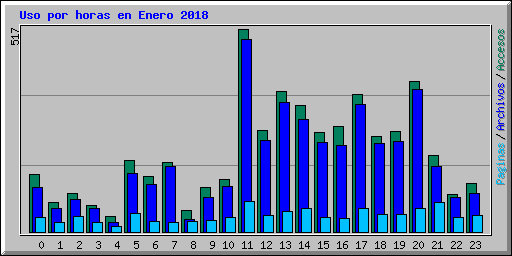 Uso por horas en Enero 2018
517
Paginas / Archivos / Accesos
0 1 2 3 4 5 6 7 8 9 10 11 12 13 14 15 16 17 18 19 20 21 22 23